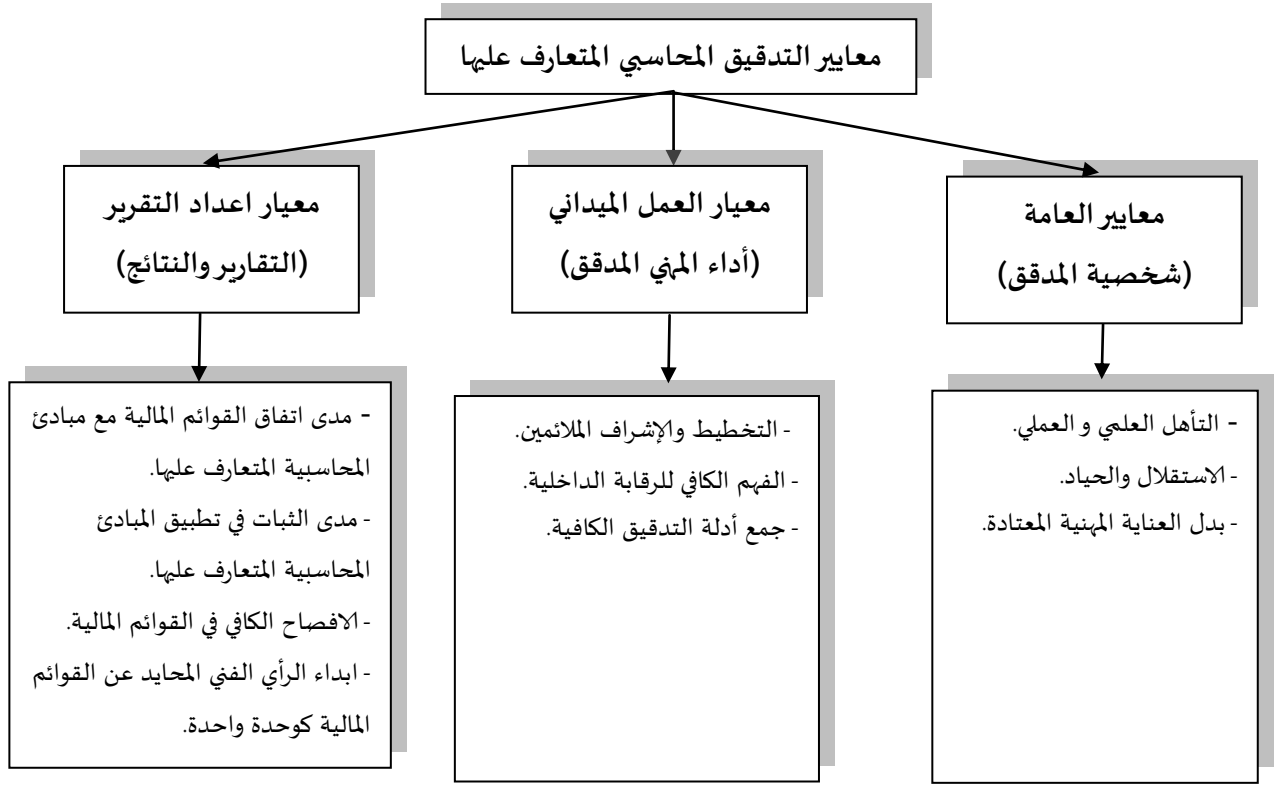 معايير التدقيق المحاسبي المتعارف عليها
معايير العامة
(شخصية المدقق)
- التأهل العلمي و العملي.
- الاستقلال والحياد.
- بدل العناية المهنية المعتادة.
معيار العمل الميداني
(أداء المهني المدقق)
- التخطيط والإشراف الملائمين.
- الفهم الكافي للرقابة الداخلية.
- جمع أدلة التدقيق الكافية.
معيار اعداد التقرير
(التقارير والنتائج)
- مدى اتفاق القوائم المالية مع مبادئ
المحاسبية المتعارف عليها.
- مدى الثبات في تطبيق المبادئ
المحاسبية المتعارف عليها.
- الافصاح الكافي في القوائم المالية.
- ابداء الرأي الفني المحايد عن القوائم
المالية كوحدة واحدة.